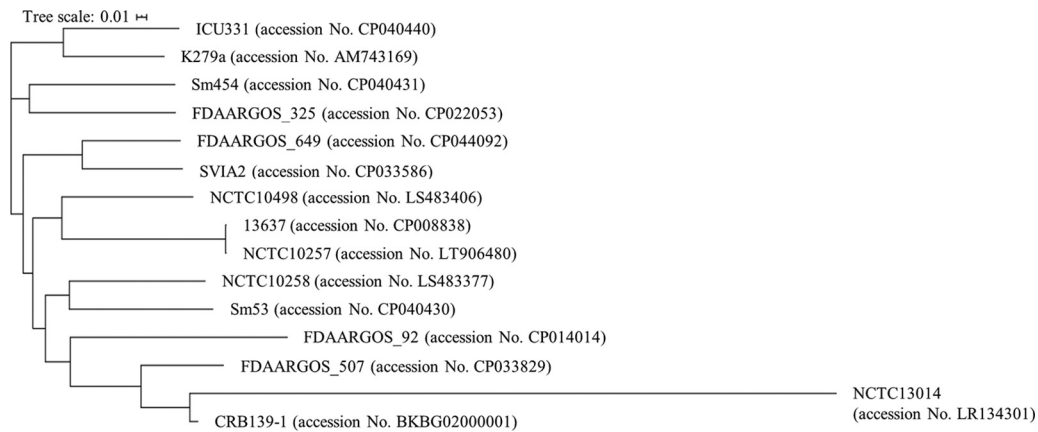 Tree scale: 0.01
ICU331 (accession No. CP040440)
K279a (accession No. AM743169)
Sm454 (accession No. CP040431)
FDAARGOS_325 (accession No. CP022053)
FDAARGOS_649 (accession No. CP044092)
SVIA2 (accession No. CP033586)
NCTC10498 (accession No. LS483406)
13637 (accession No. CP008838)
NCTC10257 (accession No. LT906480)
NCTC10258 (accession No. LS483377)
Sm53 (accession No. CP040430)
FDAARGOS_92 (accession No. CP014014)
FDAARGOS_507 (accession No. CP033829)
NCTC13014
(accession No. LR134301)
CRB139-1 (accession No. BKBG02000001)